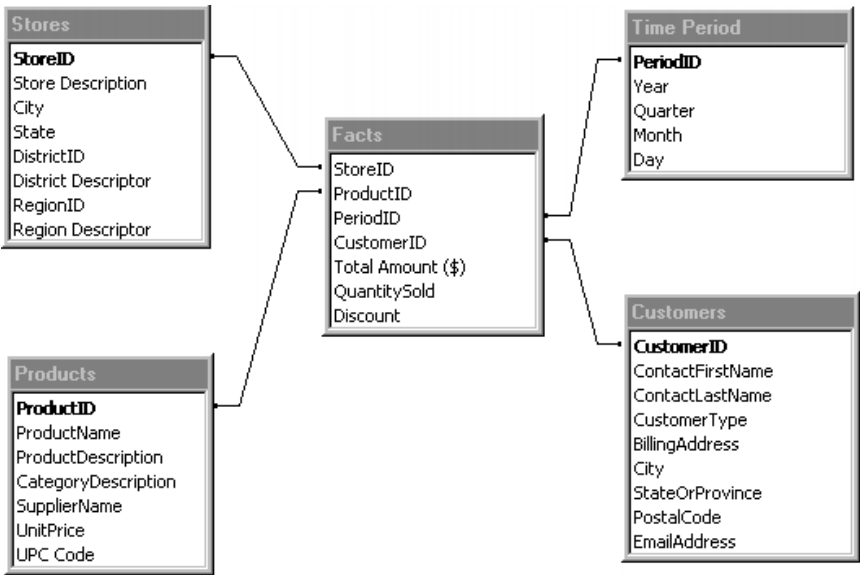 Stores
StoreID
Store Description
City
State
DistrictID
District Descriptor
RegionID
Region Descriptor
Products
ProductID
ProductName
ProductDescription
CategoryDescription
SupplierName
UnitPrice
UPC Code
Facts
StoreID
ProductID
PeriodID
CustomerID
Total Amount ($)
QuantitySold
Discount
Time Period
PeriodID
Year
Quarter
Month
Day
Customers
CustomerID
ContactFirstName
ContactLastName
CustomerType
BillingAddress
City
StateOrProvince
PostalCode
EmailAddress